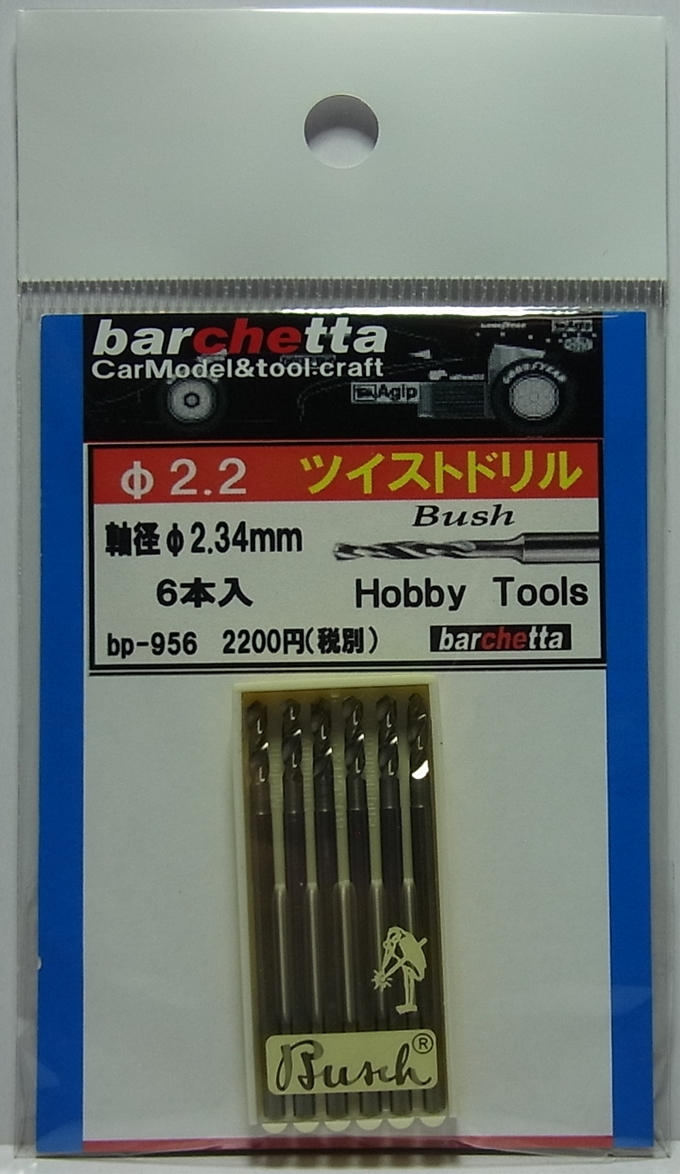 barchetta
CarModel&tool.craft
Agip
GOODYEAR
φ2.2 ツイストドリル
Bush
軸径φ2.34mm
6本入 Hobby Tools
bp-956 2200円(税別) barchetta
Busch®